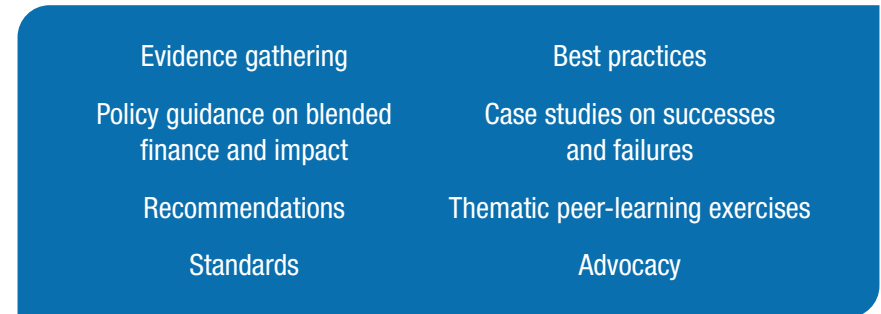 Evidence gathering
Policy guidance on blended
finance and impact
Recommendations
Standards
Best practices
Case studies on successes
and failures
Thematic peer-learning exercises
Advocacy